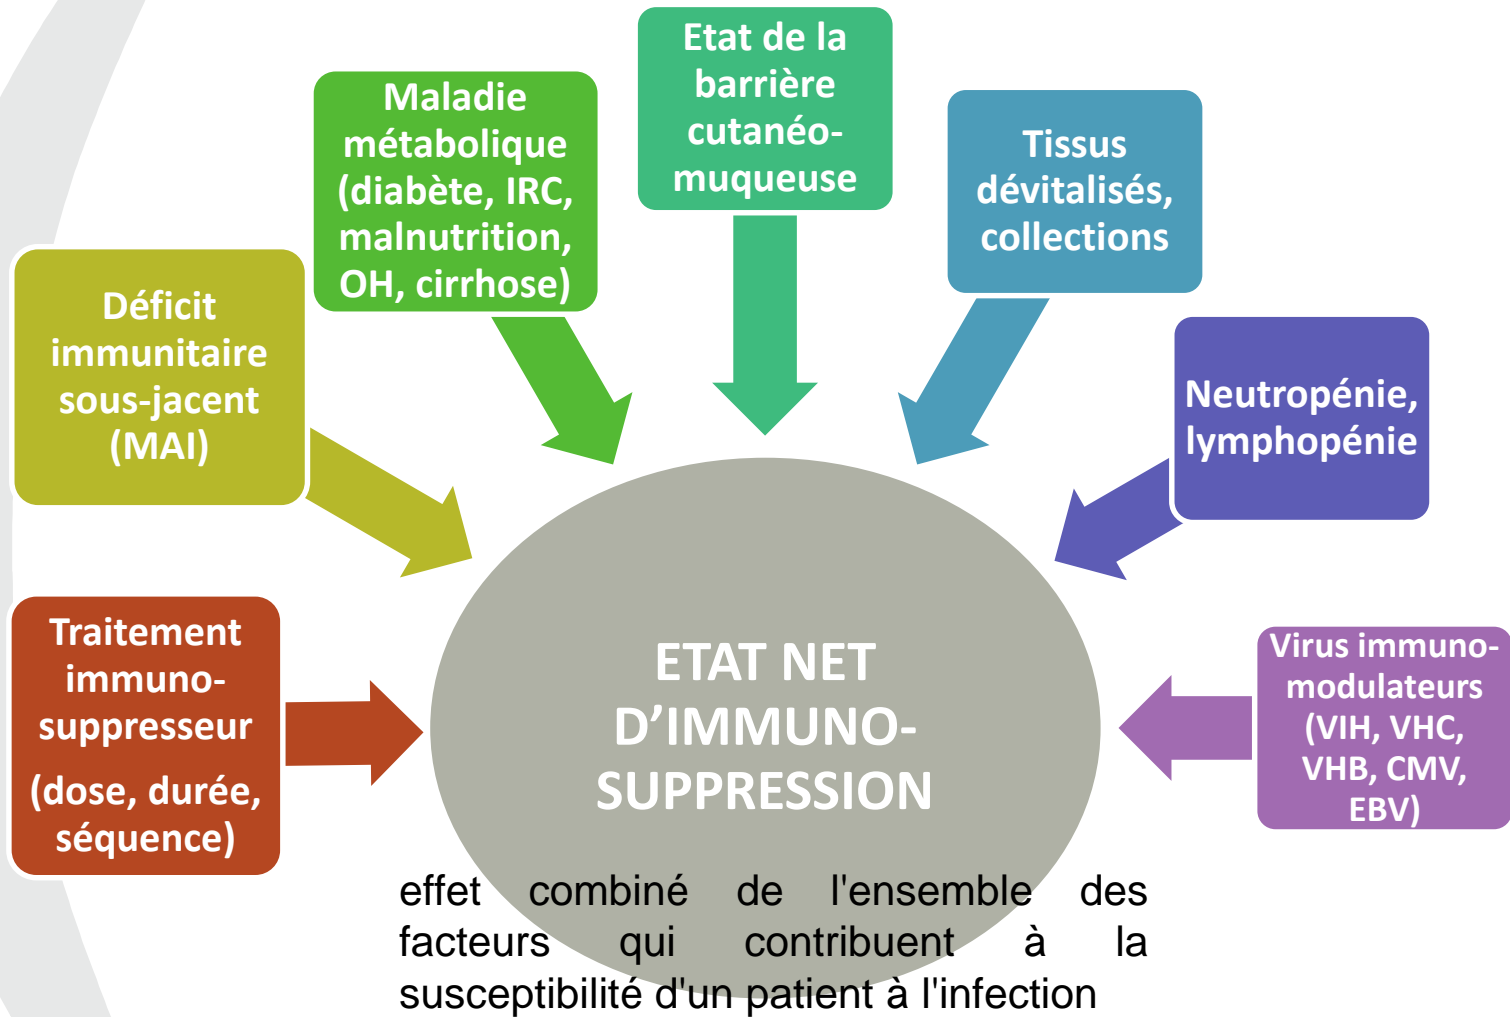 Etat de la
barrière
cutanéo-
muqueuse
Maladie
métabolique
(diabète, IRC,
malnutrition,
OH, cirrhose)
Tissus
dévitalisés,
collections
Déficit
immunitaire
sous-jacent
(MAI)
Neutropénie,
lymphopénie
Traitement
immuno-
suppresseur
(dose, durée,
séquence)
Virus immuno-
modulateurs
(VIH, VHC,
VHB, CMV,
EBV)
ETAT NET
D’IMMUNO-
SUPPRESSION
effet combiné de l'ensemble des
facteurs qui contribuent à la
susceptibilité d'un patient à l'infection